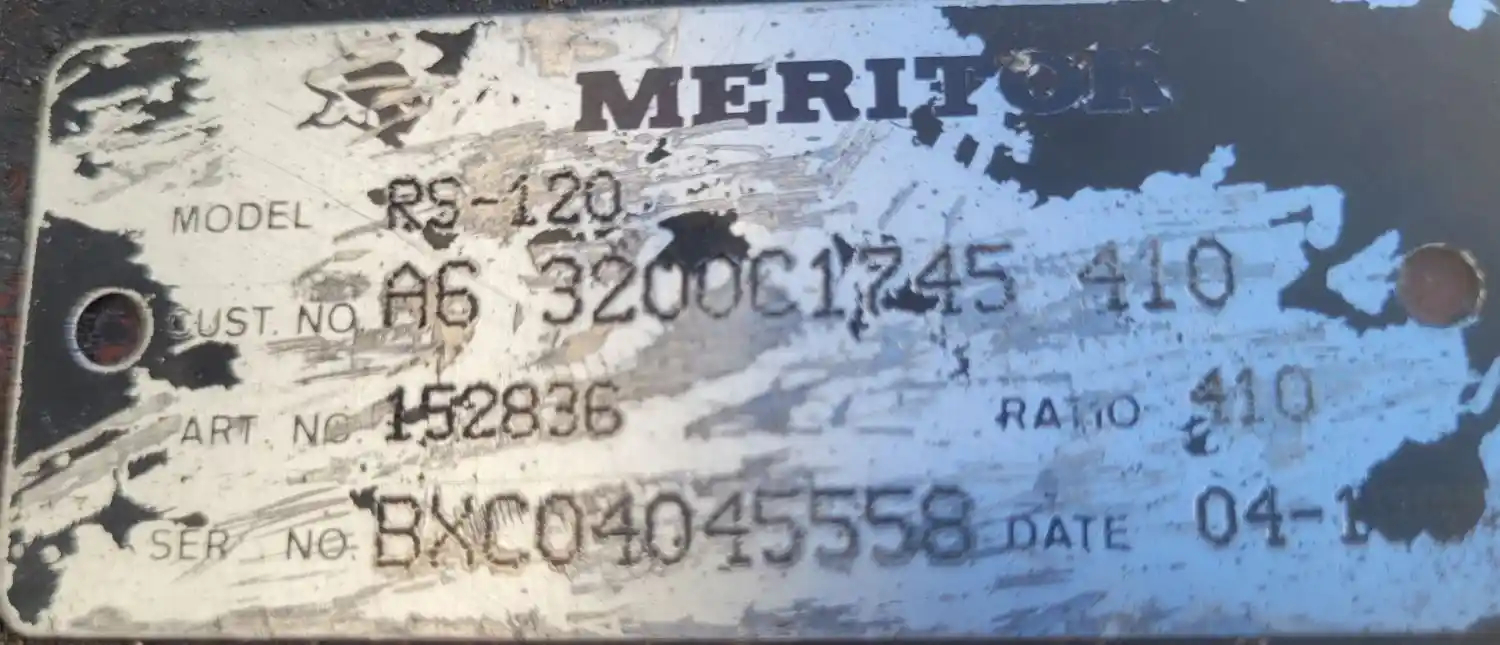 MERITOR
MODEL RS-120
CUST. NO. A6 3200C1745 410
ART. NO. 152836 RATIO 410
SER NO. BXC04045558 DATE 04-1